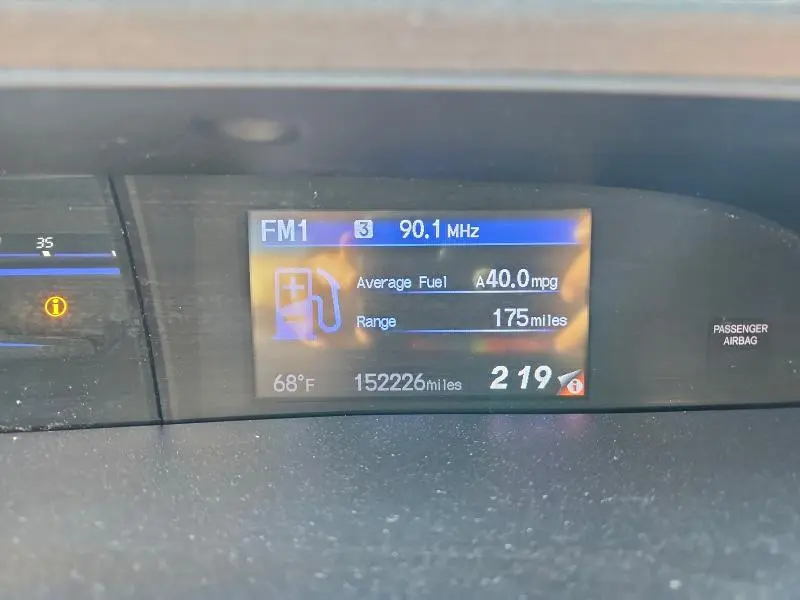 35
FM1 3 90.1 MHz
Average Fuel A40.0mpg
Range 175miles
68°F 152226miles 2 19
PASSENGER
AIRBAG